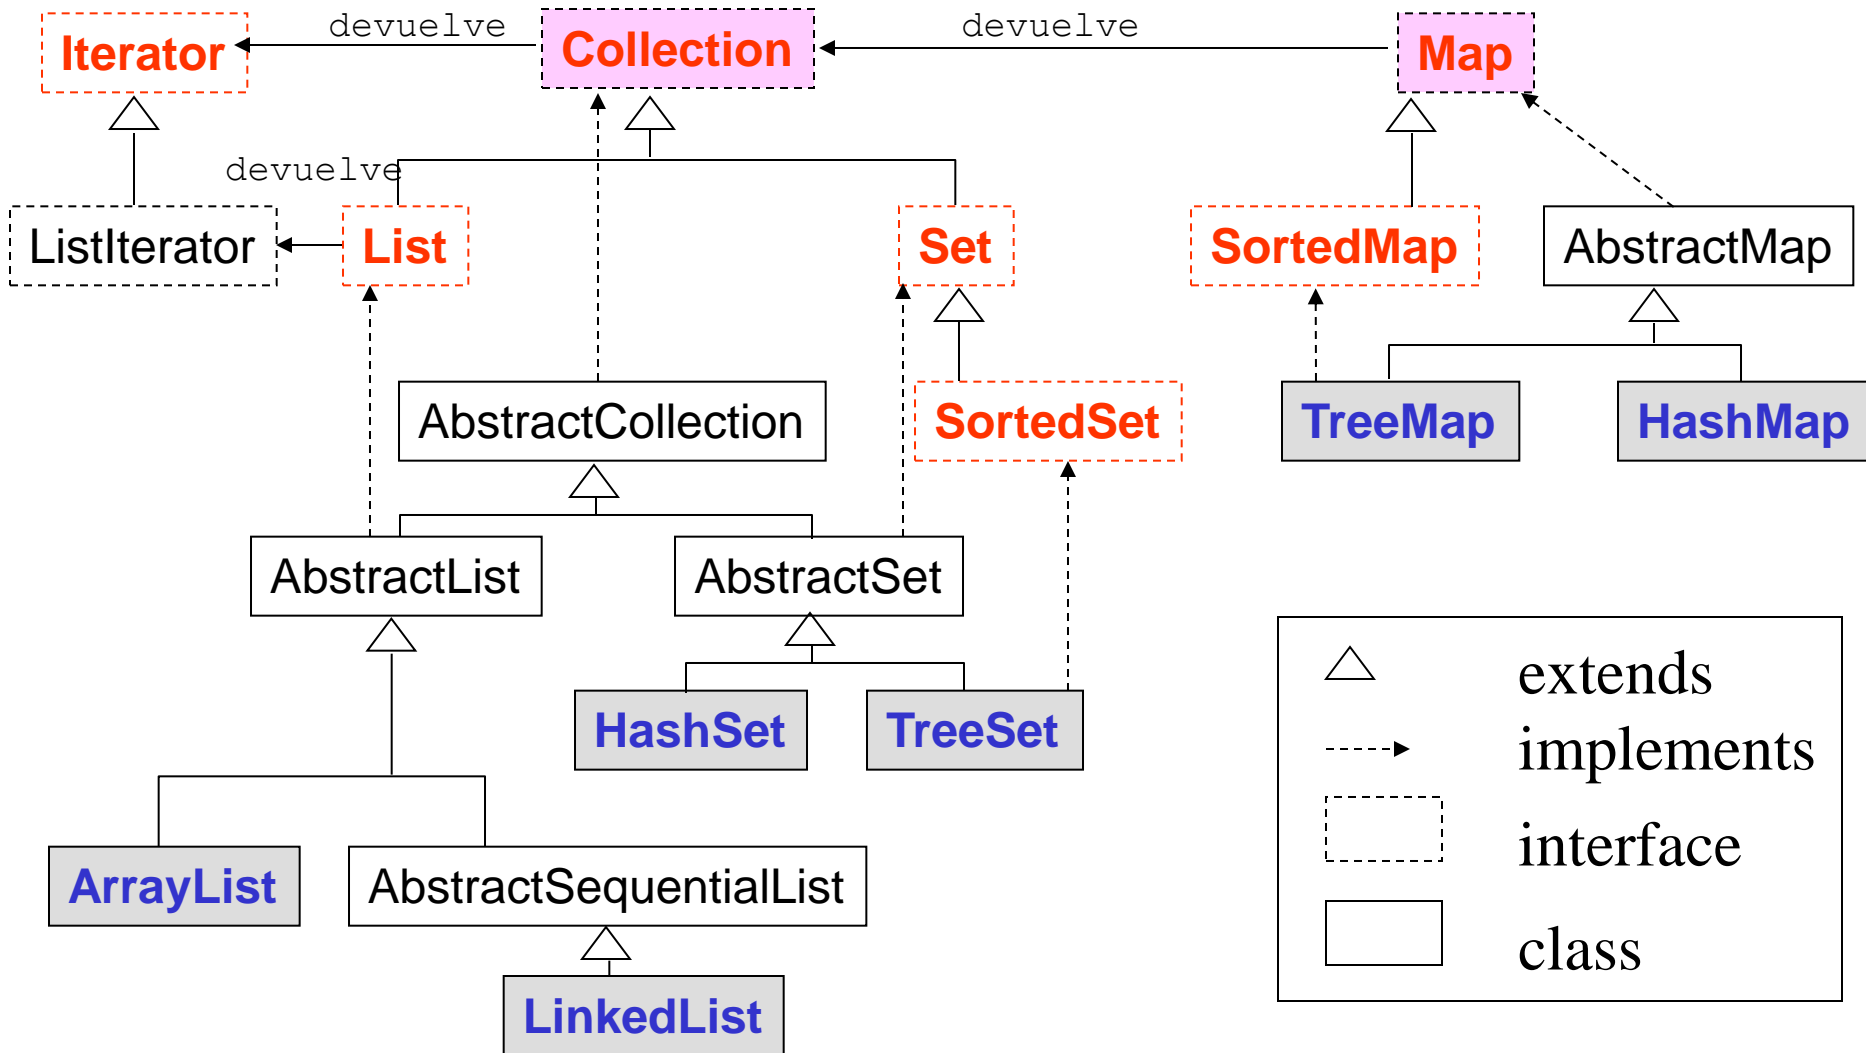 Iterator
devuelve
Collection
devuelve
Map
devuelve
ListIterator
List
Set
SortedMap
AbstractMap
AbstractCollection
SortedSet
TreeMap
HashMap
AbstractList
AbstractSet
HashSet
TreeSet
ArrayList
AbstractSequentialList
LinkedList
extends
implements
interface
class